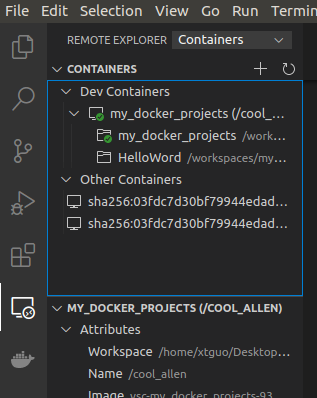 File Edit Selection View Go Run Termin
REMOTE EXPLORER Containers
CONTAINERS
Dev Containers
my_docker_projects (/cool_...
my_docker_projects /work...
HelloWord /workspaces/my...
Other Containers
sha256:03fdc7d30bf79944edad...
sha256:03fdc7d30bf79944edad...
MY_DOCKER_PROJECTS (/COOL_ALLEN)
Attributes
Workspace /home/xtguo/Desktop...
Name /cool_allen
Image vsc-my_docker_projects-93...